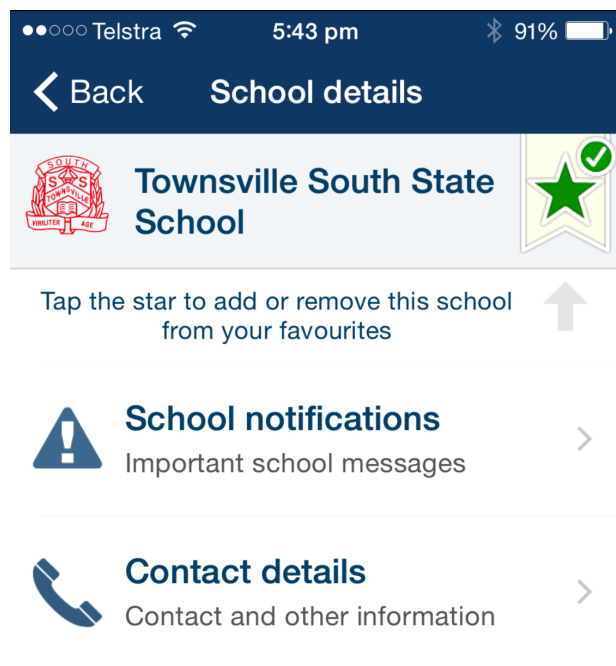 Telstra 5:43 pm 91%
Back School details
SOUTH
S S
TOWNSVILLE
VIRILITER AGE
Townsville South State
School
Tap the star to add or remove this school
from your favourites
School notifications
Important school messages
Contact details
Contact and other information